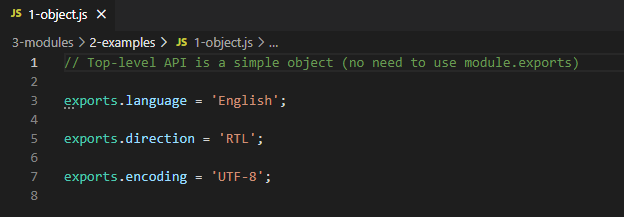 JS 1-object.js ×
3-modules > 2-examples > JS 1-object.js > ...
1 // Top-level API is a simple object (no need to use module.exports)
2
3 exports.language = 'English';
4
5 exports.direction = 'RTL';
6
7 exports.encoding = 'UTF-8';
8